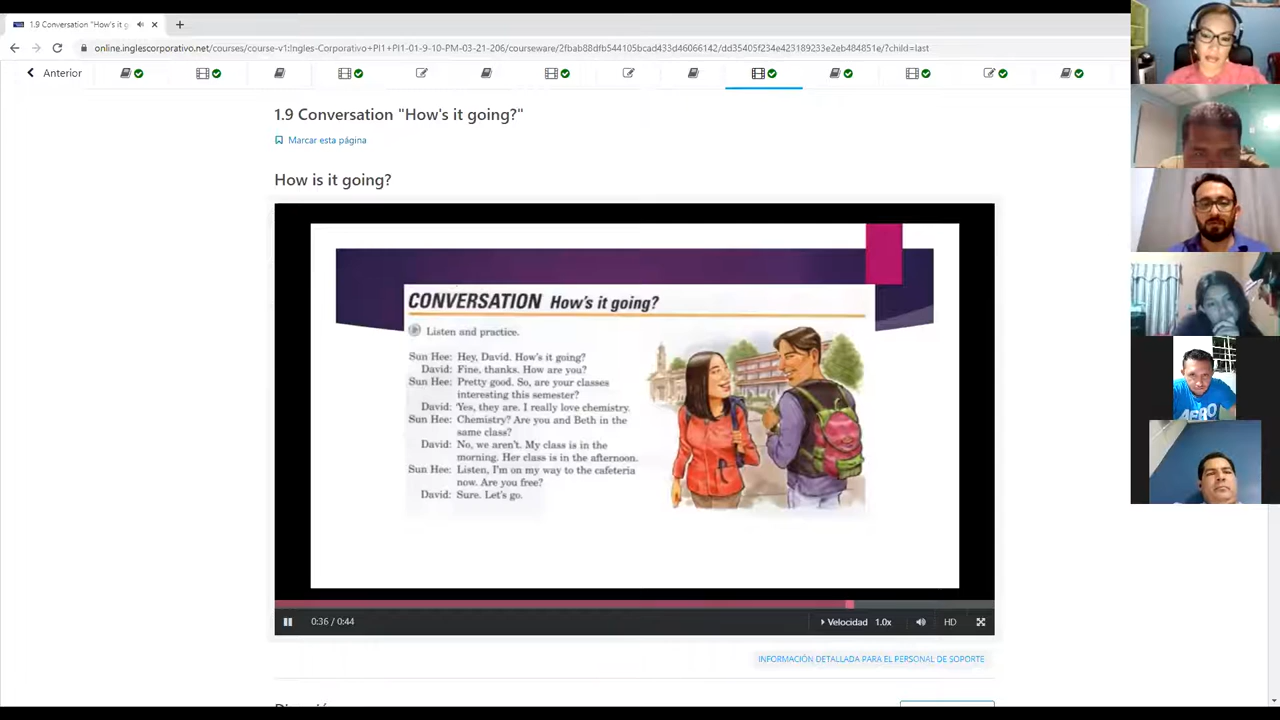 1.9 Conversation "How's it g
online.inglescorporativo.net/courses/course-v1:Ingles-Corporativo+PI1+PI1-01-9-10-PM-03-21-206/courseware/2fbab88dfb544105bcad433d46066142/dd35405f234e423189233e2eb484851e/?child=last
Anterior
1.9 Conversation "How's it going?"
Marcar esta página
How is it going?
CONVERSATION How's it going?
Listen and practice.
Sun Hee: Hey, David. How's it going?
David: Fine, thanks. How are you?
Sun Hee: Pretty good. So, are your classes
interesting this semester?
David: Yes, they are. I really love chemistry.
Sun Hee: Chemistry? Are you and Beth in the
same class?
David: No, we aren't. My class is in the
morning. Her class is in the afternoon.
Sun Hee: Listen, I'm on my way to the cafeteria
now. Are you free?
David: Sure. Let's go.
0:36 / 0:44
Velocidad 1.0x
HD
INFORMACIÓN DETALLADA PARA EL PERSONAL DE SOPORTE
AERO